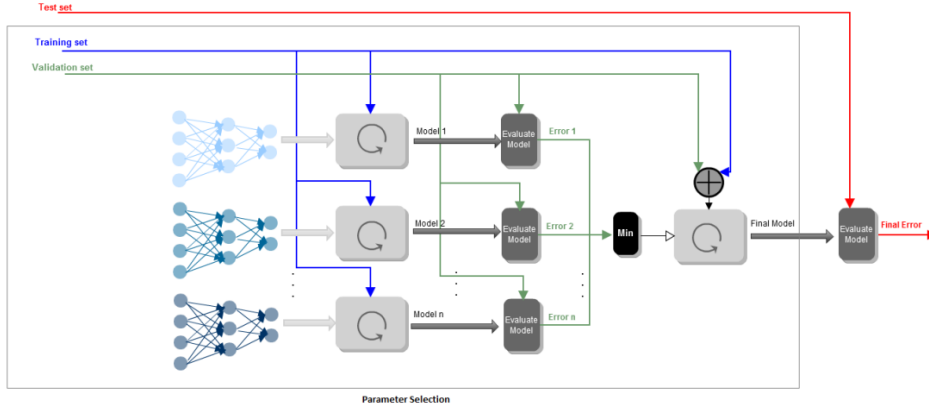 Test set
Training set
Validation set
Model 1
Evaluate
Model
Error 1
Model 2
Evaluate
Model
Error 2
Min
Final Model
Evaluate
Model
Final Error
Model n
Evaluate
Model
Error n
Parameter Selection